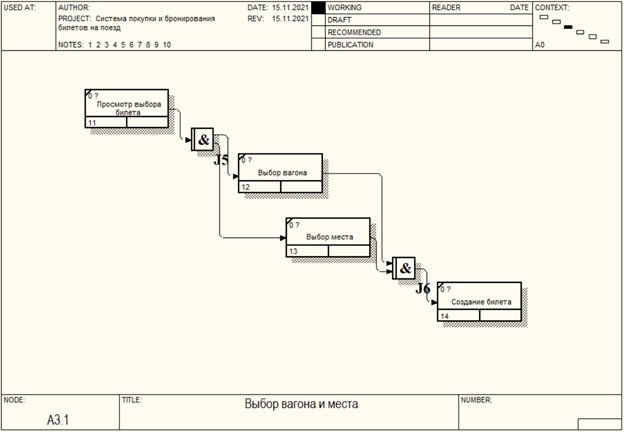 USED AT:
AUTHOR:
DATE: 15.11.2021
PROJECT: Система покупки и бронирования
билетов на поезд
REV: 15.11.2021
NOTES: 1 2 3 4 5 6 7 8 9 10
WORKING
DRAFT
RECOMMENDED
PUBLICATION
READER
DATE
CONTEXT:
A0
0 ?
Просмотр выбора
билета
11
&
J5
0 ?
Выбор вагона
12
0 ?
Выбор места
13
&
J6
0 ?
Создание билета
14
NODE:
A3.1
TITLE:
Выбор вагона и места
NUMBER: